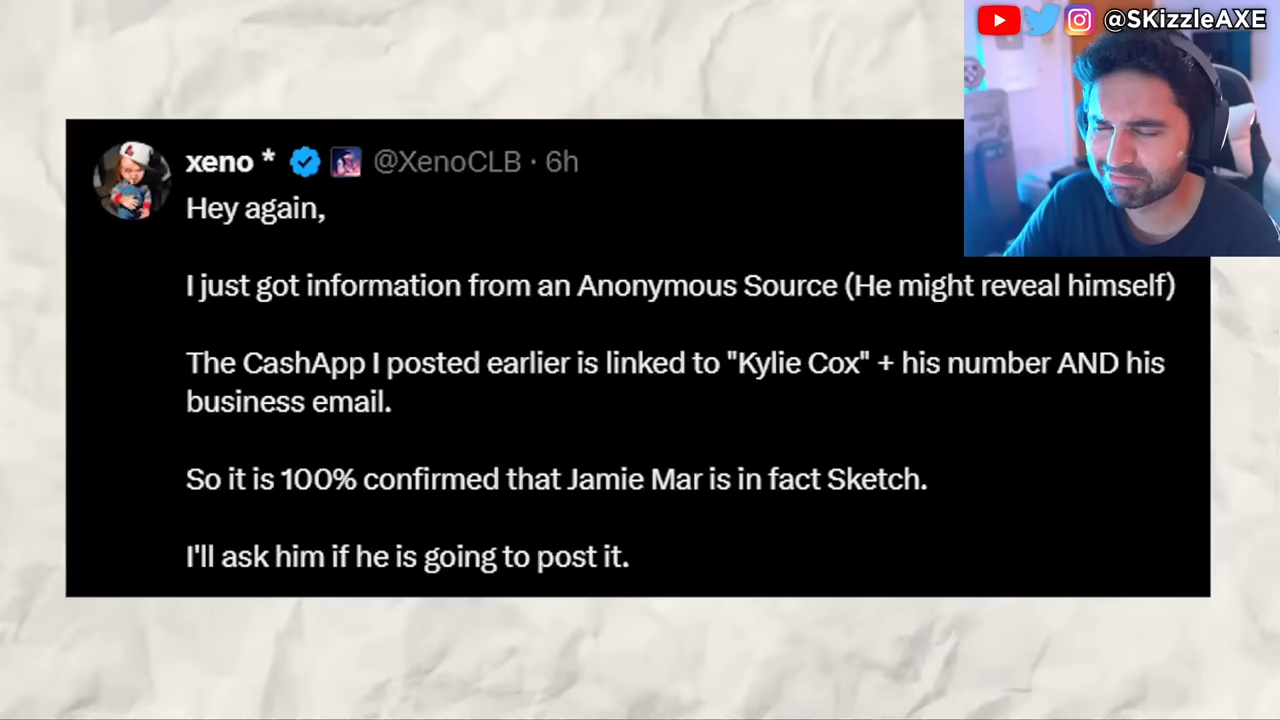 @SKizzleAXE
xeno * @XenoCLB · 6h
Hey again,
I just got information from an Anonymous Source (He might reveal himself)
The CashApp I posted earlier is linked to "Kylie Cox" + his number AND his
business email.
So it is 100% confirmed that Jamie Mar is in fact Sketch.
I'll ask him if he is going to post it.